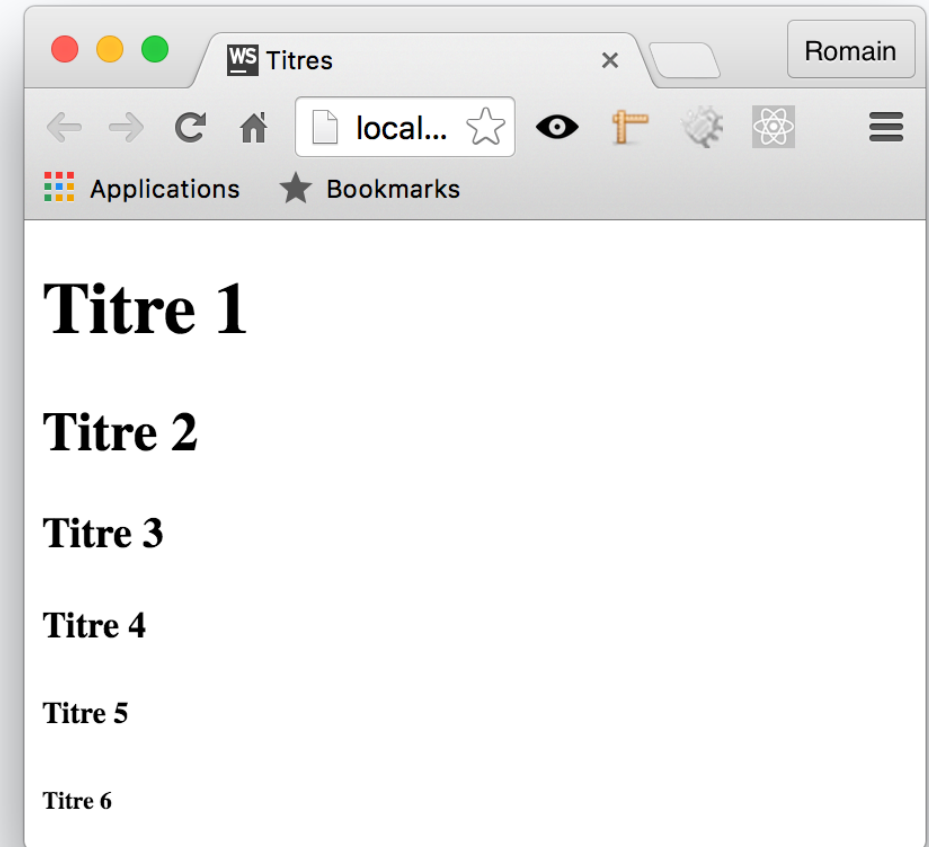 WS Titres
Romain
local...
Applications
Bookmarks
Titre 1
Titre 2
Titre 3
Titre 4
Titre 5
Titre 6